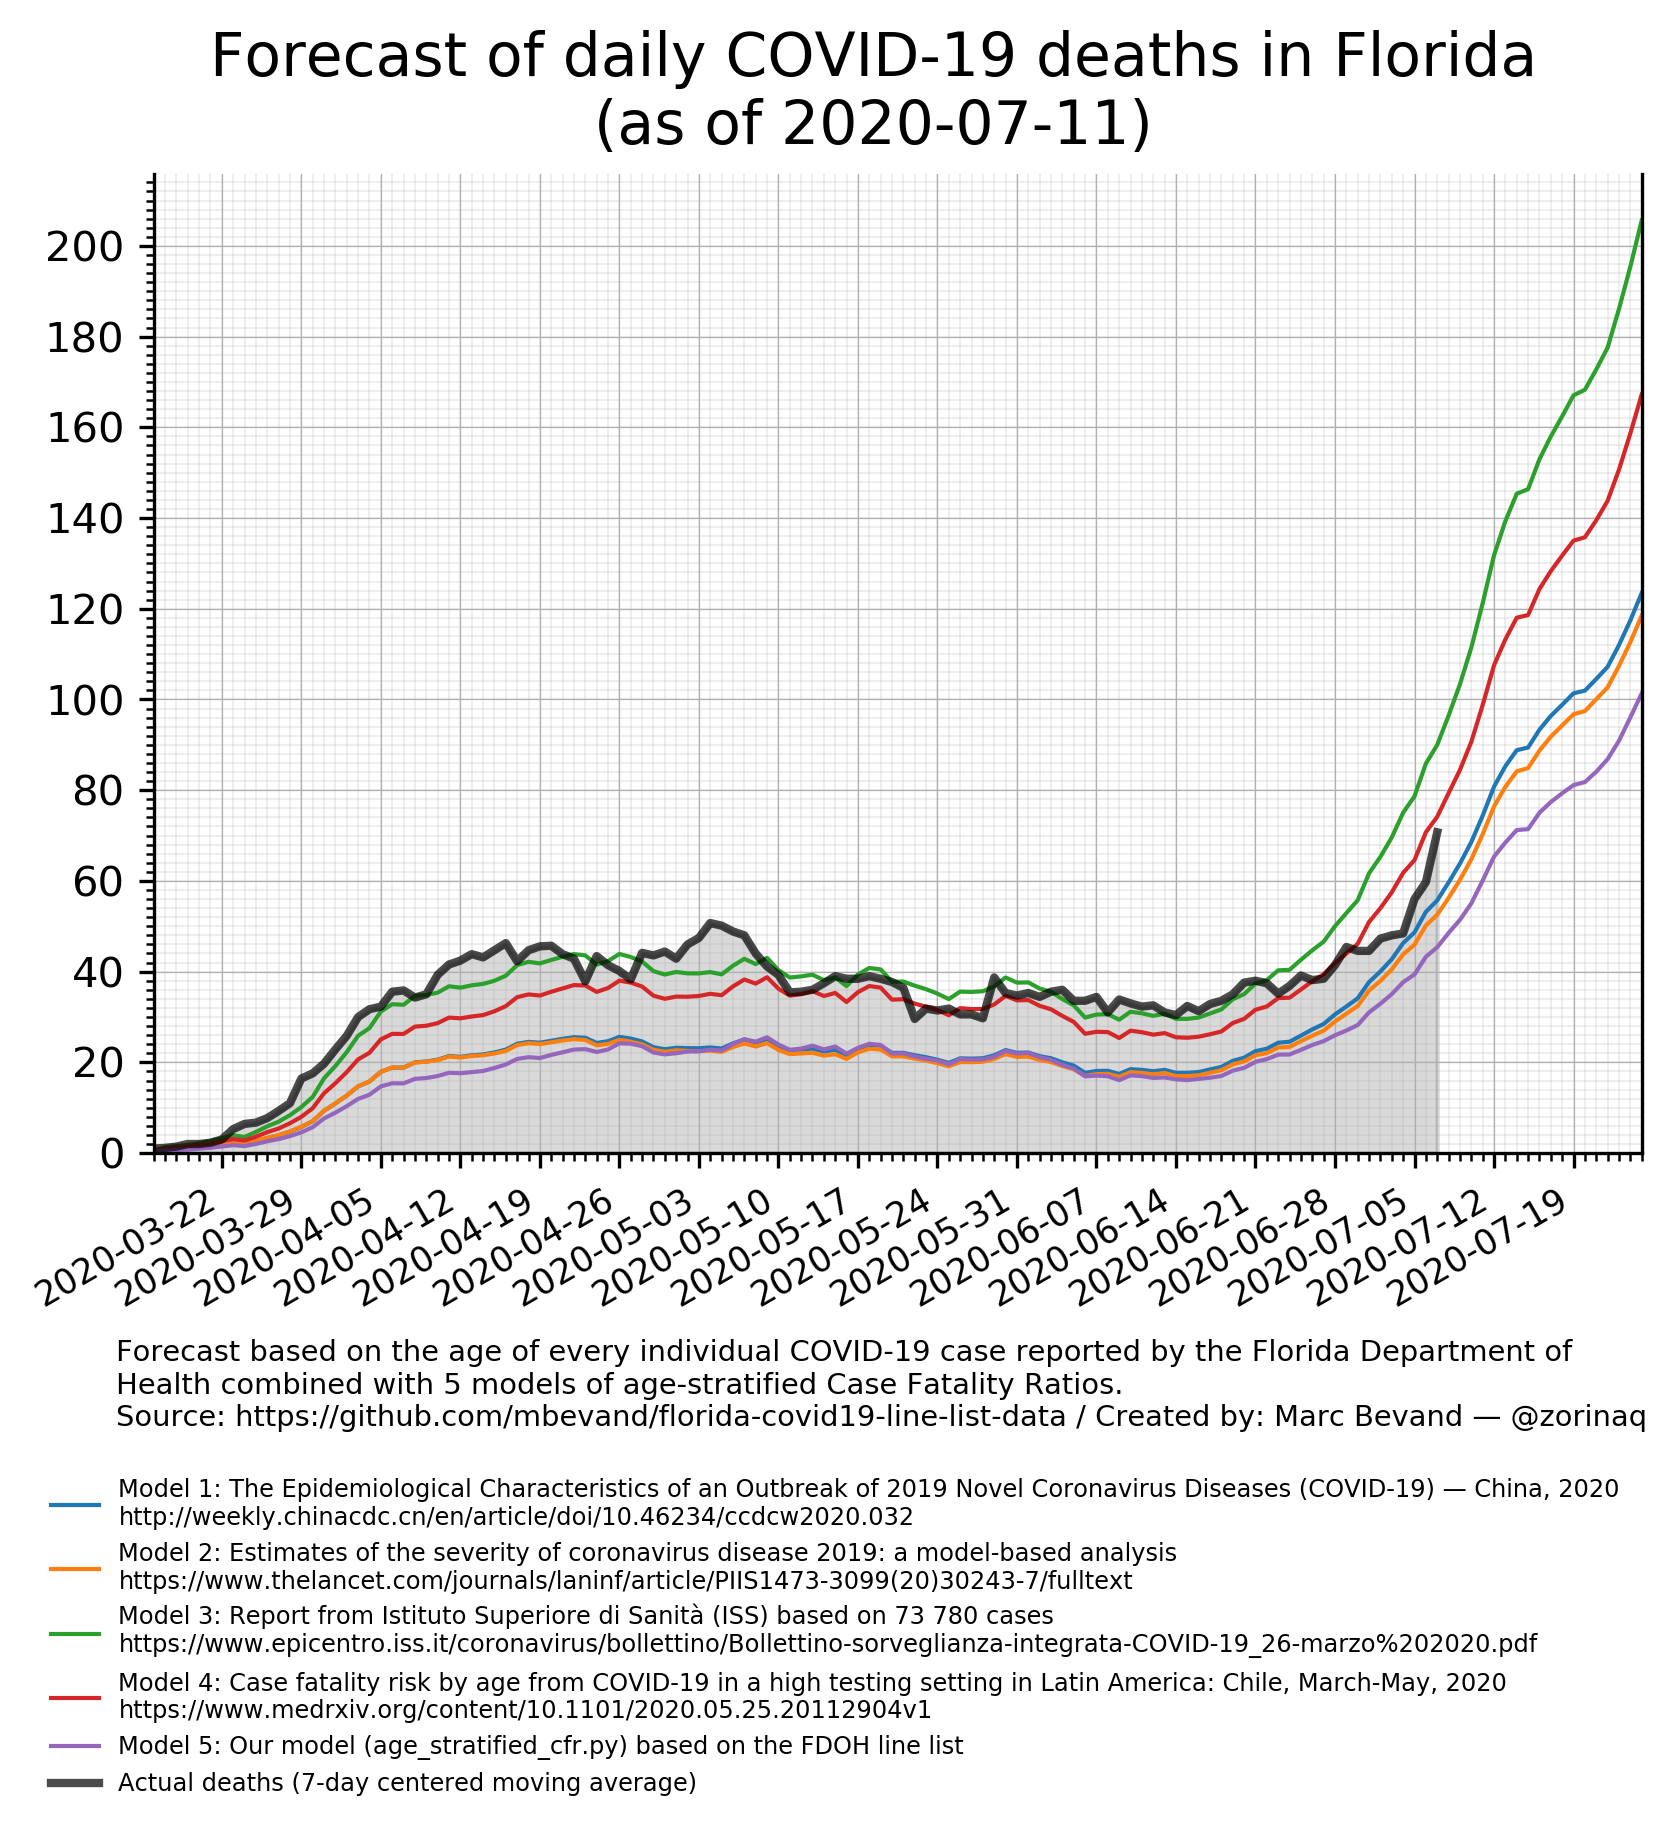 Forecast of daily COVID-19 deaths in Florida
(as of 2020-07-11)
200
180
160
140
120
100
80
60
40
20
0
2020-03-22
2020-03-29
2020-04-05
2020-04-12
2020-04-19
2020-04-26
2020-05-03
2020-05-10
2020-05-17
2020-05-24
2020-05-31
2020-06-07
2020-06-14
2020-06-21
2020-06-28
2020-07-05
2020-07-12
2020-07-19
Forecast based on the age of every individual COVID-19 case reported by the Florida Department of
Health combined with 5 models of age-stratified Case Fatality Ratios.
Source: https://github.com/mbevand/florida-covid19-line-list-data / Created by: Marc Bevand — @zorinaq
Model 1: The Epidemiological Characteristics of an Outbreak of 2019 Novel Coronavirus Diseases (COVID-19) — China, 2020
http://weekly.chinacdc.cn/en/article/doi/10.46234/ccdcw2020.032
Model 2: Estimates of the severity of coronavirus disease 2019: a model-based analysis
https://www.thelancet.com/journals/laninf/article/PIIS1473-3099(20)30243-7/fulltext
Model 3: Report from Istituto Superiore di Sanità (ISS) based on 73 780 cases
https://www.epicentro.iss.it/coronavirus/bollettino/Bollettino-sorveglianza-integrata-COVID-19_26-marzo%202020.pdf
Model 4: Case fatality risk by age from COVID-19 in a high testing setting in Latin America: Chile, March-May, 2020
https://www.medrxiv.org/content/10.1101/2020.05.25.20112904v1
Model 5: Our model (age_stratified_cfr.py) based on the FDOH line list
Actual deaths (7-day centered moving average)